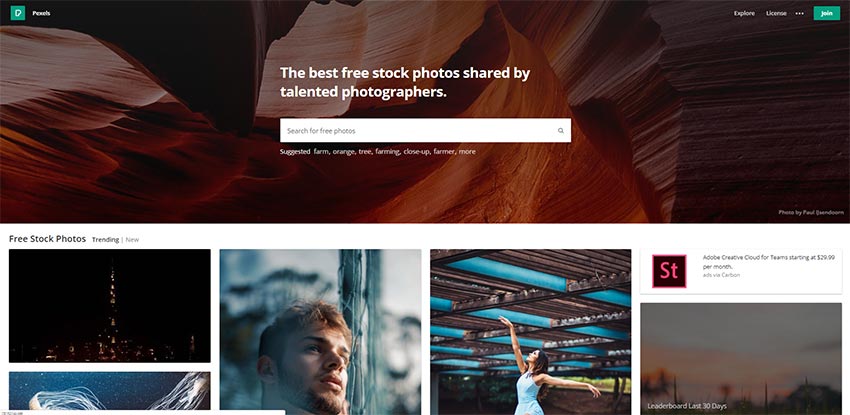 Pexels
Explore
License
Join
The best free stock photos shared by
talented photographers.
Search for free photos
Suggested farm, orange, tree, farming, close-up, farmer, more
Photo by Paul Ijsendoorn
Free Stock Photos Trending | New
St
Adobe Creative Cloud for Teams starting at $29.99
per month.
ads via Carbon
Leaderboard Last 30 Days